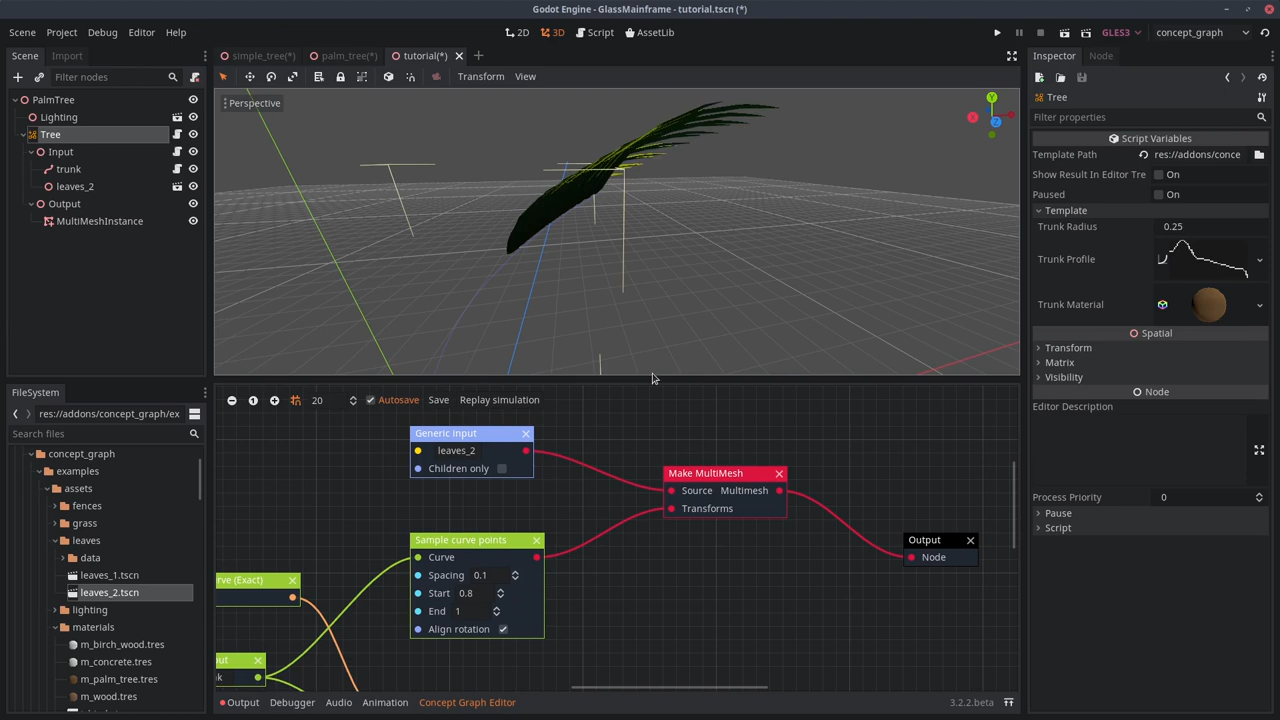 Godot Engine - GlassMainframe - tutorial.tscn (*)
Scene Project Debug Editor Help
2D 3D Script AssetLib
GLES3 concept_graph
Scene Import
Filter nodes
PalmTree
Lighting
Tree
Input
trunk
leaves_2
Output
MultiMeshInstance
simple_tree(*) palm_tree(*) tutorial(*)
Transform View
Perspective
Y
X
Z
FileSystem
res://addons/concept_graph/ex
Search files
concept_graph
examples
assets
fences
grass
leaves
data
leaves_1.tscn
leaves_2.tscn
lighting
materials
m_birch_wood.tres
m_concrete.tres
m_palm_tree.tres
m_wood.tres
20 Autosave Save Replay simulation
Generic input
leaves_2
Children only
Make MultiMesh
Source Multimesh
Transforms
Sample curve points
Curve
Spacing 0.1
Start 0.8
End 1
Align rotation
Output
Node
rve (Exact)
Output Debugger Audio Animation Concept Graph Editor 3.2.2.beta
Inspector Node
Tree
Filter properties
Script Variables
Template Path res://addons/conce
Show Result In Editor Tre On
Paused On
Template
Trunk Radius 0.25
Trunk Profile
Trunk Material
Spatial
Transform
Matrix
Visibility
Node
Editor Description
Process Priority 0
Pause
Script